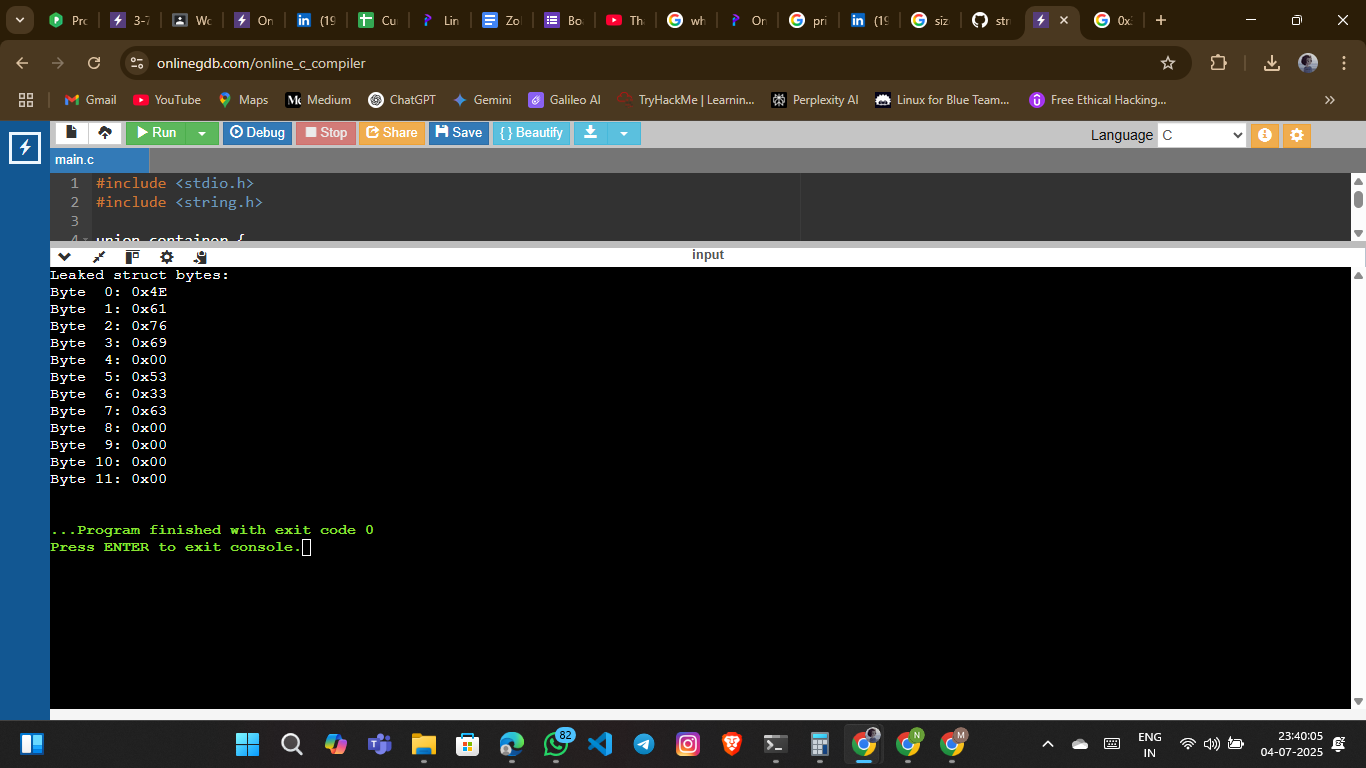 Pro
3-7
Wo
On
(19
Cu
Lin
Zo
Bo
Th
wh
On
pri
(19
siz
str
0x
onlinegdb.com/online_c_compiler
Gmail YouTube Maps Medium ChatGPT Gemini Galileo AI TryHackMe | Learnin... Perplexity AI Linux for Blue Team... Free Ethical Hacking...
Run Debug Stop Share Save { } Beautify Language C
main.c
1 #include <stdio.h>
2 #include <string.h>
3
4 union container {
input
Leaked struct bytes:
Byte  0: 0x4E
Byte  1: 0x61
Byte  2: 0x76
Byte  3: 0x69
Byte  4: 0x00
Byte  5: 0x53
Byte  6: 0x33
Byte  7: 0x63
Byte  8: 0x00
Byte  9: 0x00
Byte 10: 0x00
Byte 11: 0x00
...Program finished with exit code 0
Press ENTER to exit console.
82
N
M
ENG
IN
23:40:05
04-07-2025